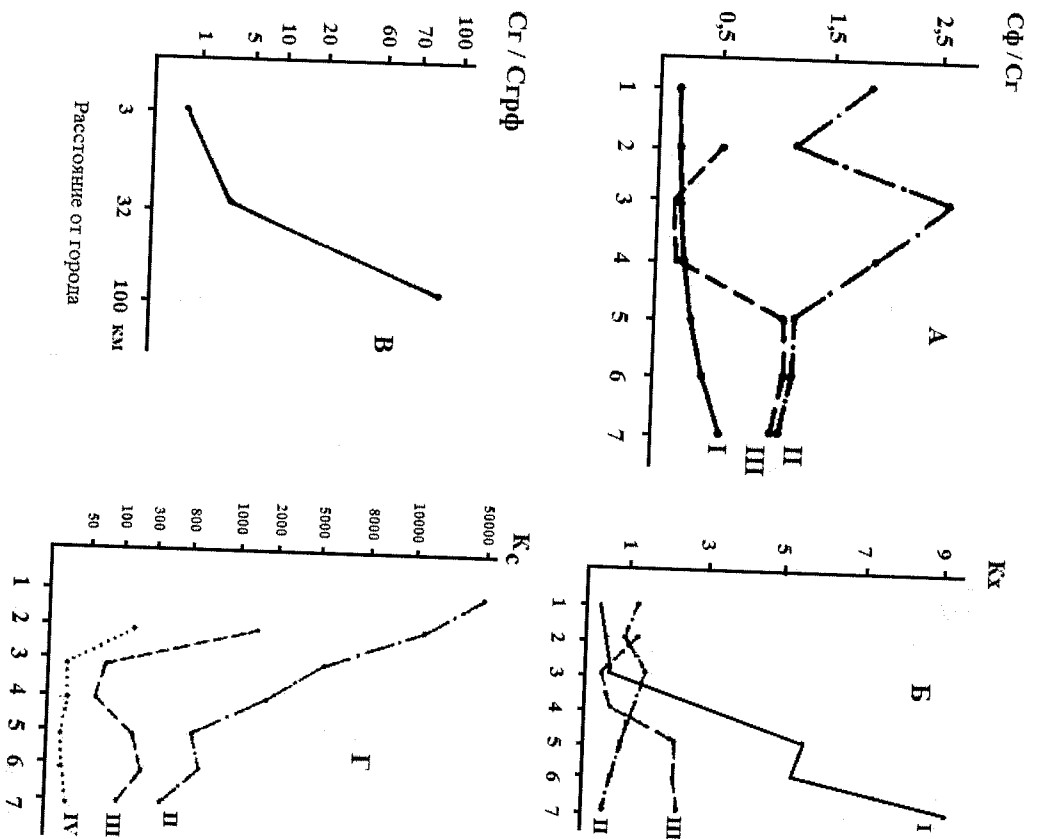 Сф/Сг
2,5
1,5
0,5
1 2 3 4 5 6 7
А
II
III
I
Кх
9
7
5
3
1
1 2 3 4 5 6 7
Б
I
III
II
Сг / Сгрф
100
70
60
20
10
5
1
3 32 100 км
Расстояние от города
В
Кс
50000
10000
8000
5000
2000
1000
800
300
100
50
1 2 3 4 5 6 7
Г
II
III
IV